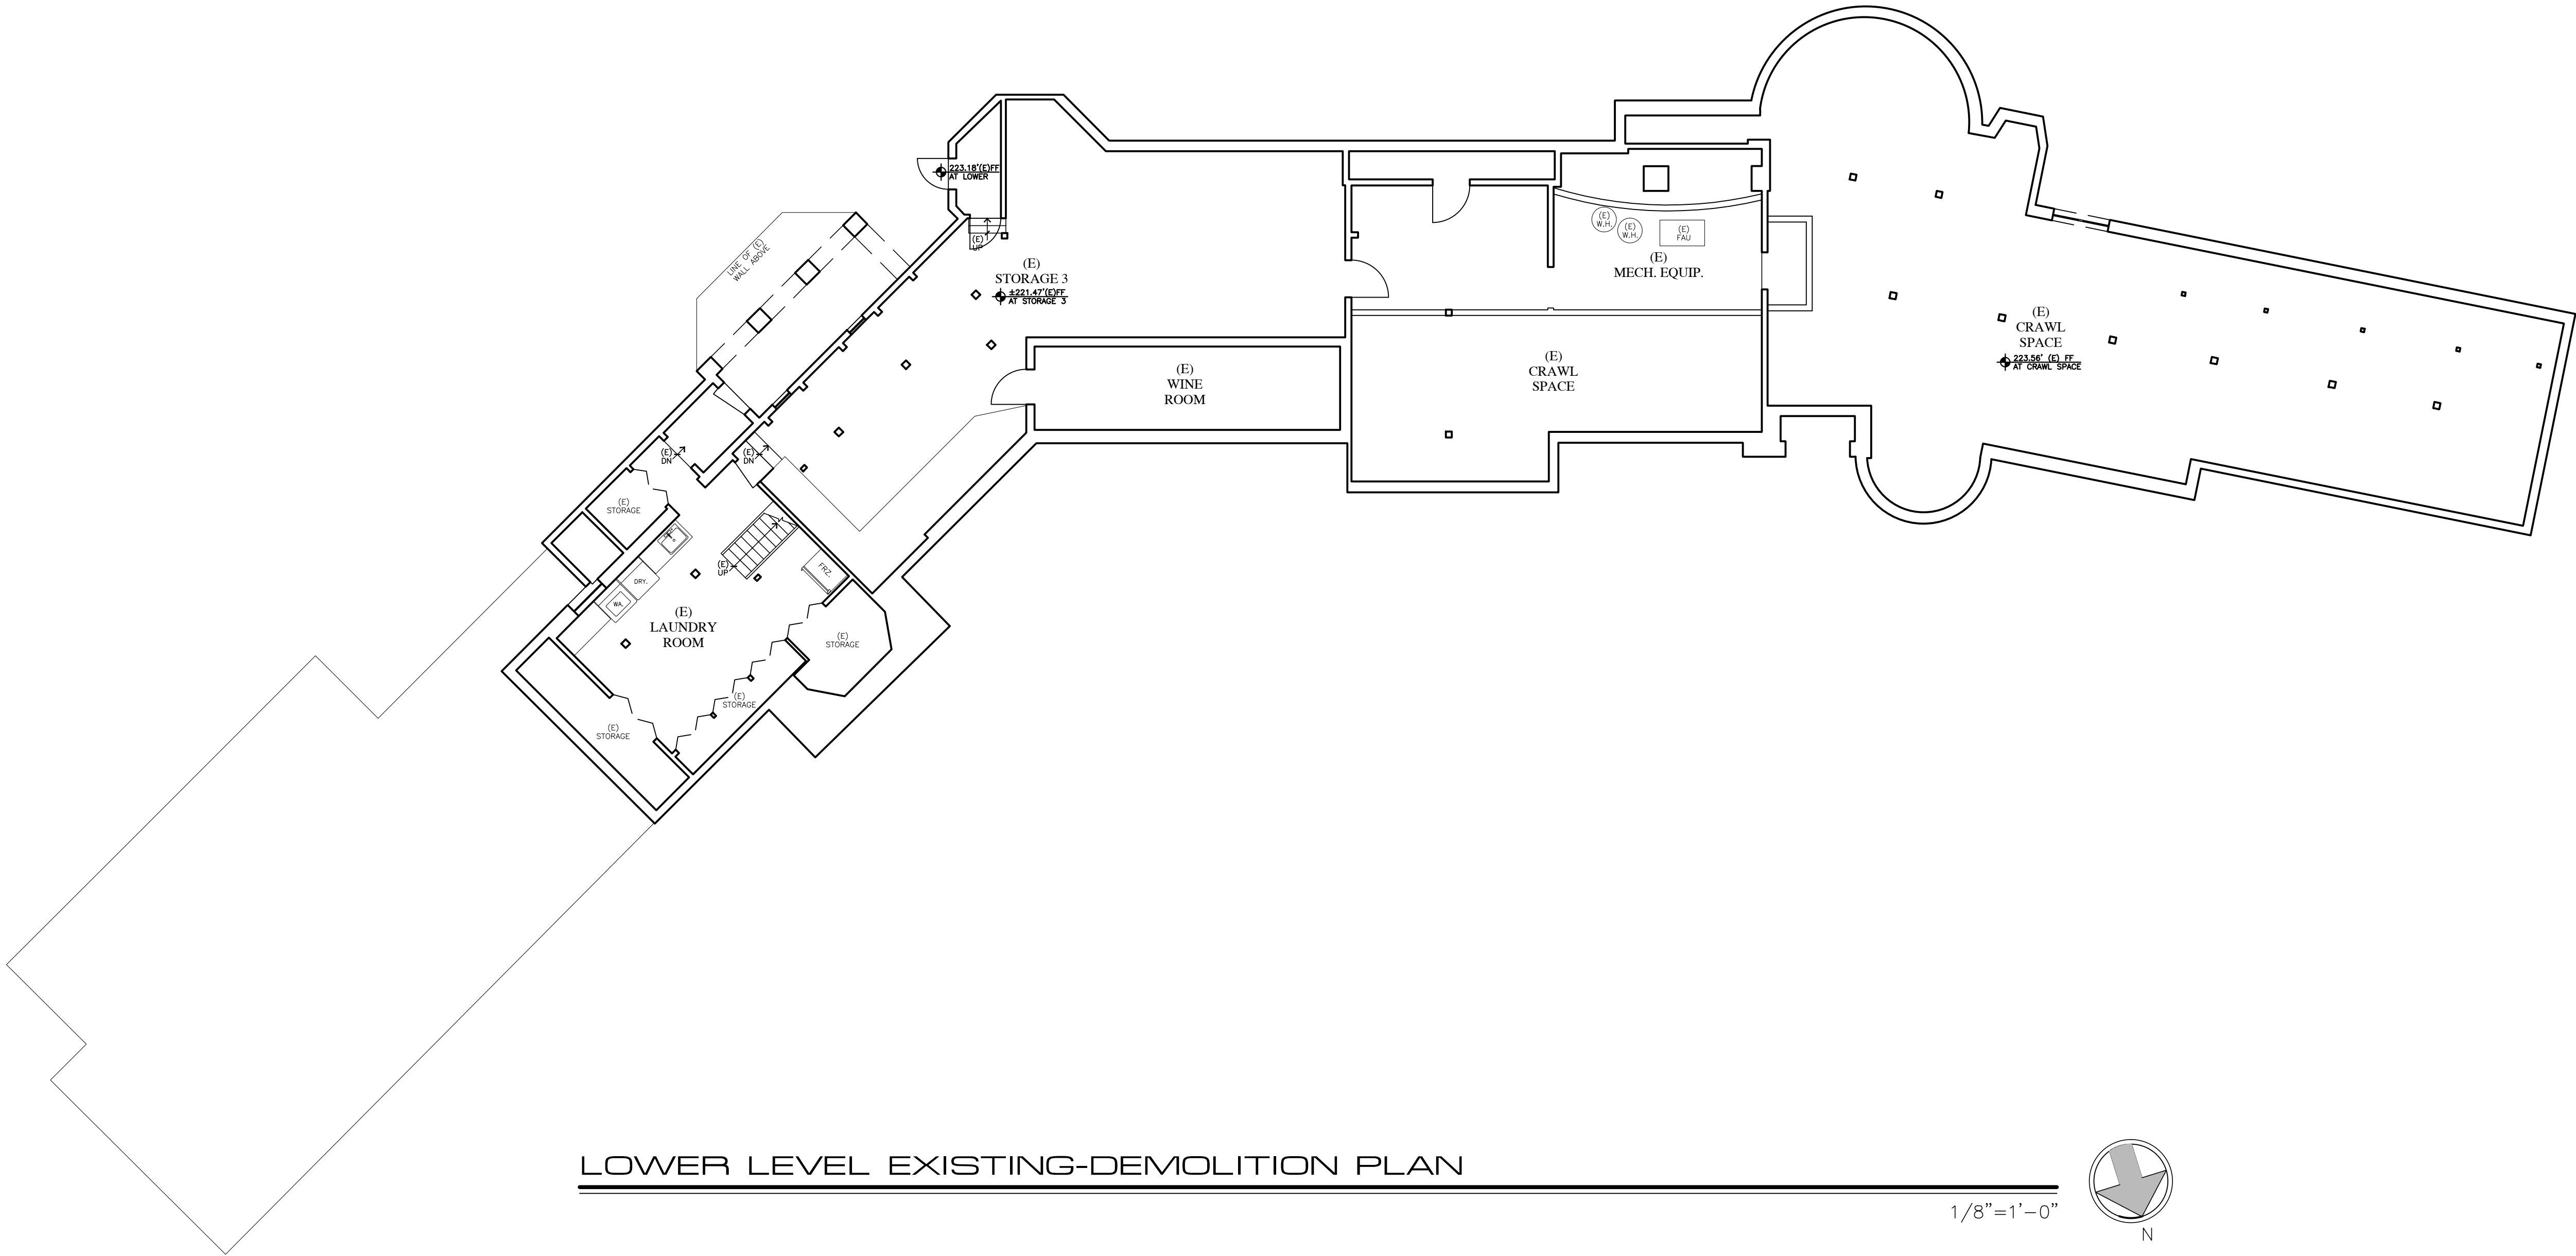 223.18'(E)FF
AT LOWER
LINE OF (E)
WALL ABOVE
(E)
UP
(E)
STORAGE 3
±221.47'(E)FF
AT STORAGE 3
(E)
W.H.
(E)
W.H.
(E)
FAU
(E)
MECH. EQUIP.
(E)
CRAWL
SPACE
223.56' (E) FF
AT CRAWL SPACE
(E)
WINE
ROOM
(E)
CRAWL
SPACE
(E)
DN
(E)
DN
(E)
STORAGE
(E)
UP
FRZ.
DRY.
WA.
(E)
LAUNDRY
ROOM
(E)
STORAGE
(E)
STORAGE
(E)
STORAGE
LOWER LEVEL EXISTING-DEMOLITION PLAN
1/8"=1'-0"
N